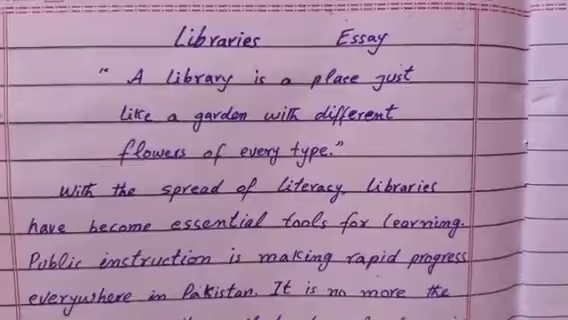 Libraries Essay
" A library is a place just
like a garden with different
flowers of every type."
With the spread of literacy, libraries
have become essential tools for learning.
Public instruction is making rapid progress
everywhere in Pakistan. It is no more the